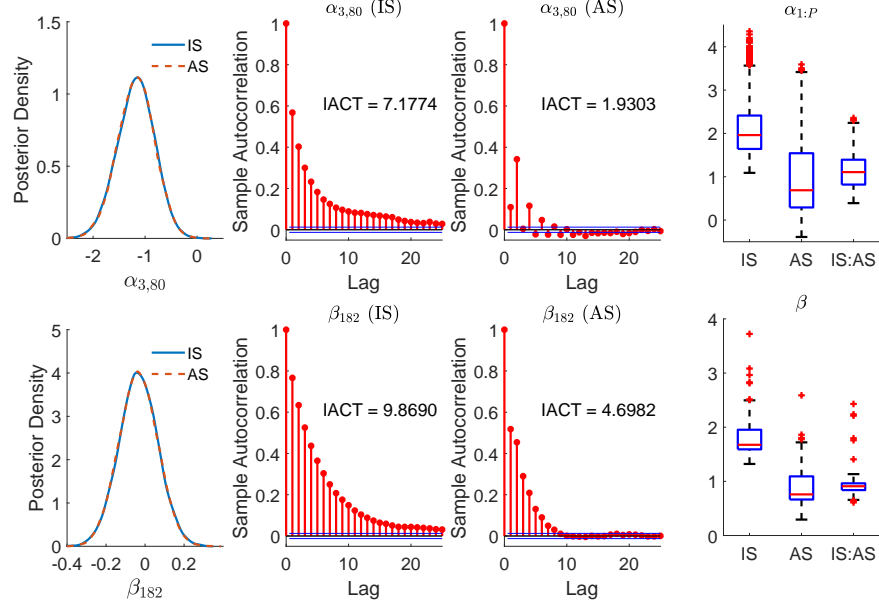 α3,80 (IS)
α3,80 (AS)
α1:P
1.5
1
0.5
0
Posterior Density
IS
AS
-2
-1
0
α3,80
1
0.8
0.6
0.4
0.2
0
Sample Autocorrelation
IACT = 7.1774
0
10
20
Lag
1
0.8
0.6
0.4
0.2
0
Sample Autocorrelation
IACT = 1.9303
0
10
20
Lag
4
3
2
1
0
IS
AS
IS:AS
β182 (IS)
β182 (AS)
β
5
4
3
2
1
0
Posterior Density
IS
AS
-0.4
-0.2
0
0.2
β182
1
0.8
0.6
0.4
0.2
0
Sample Autocorrelation
IACT = 9.8690
0
10
20
Lag
1
0.8
0.6
0.4
0.2
0
Sample Autocorrelation
IACT = 4.6982
0
10
20
Lag
4
3
2
1
0
IS
AS
IS:AS